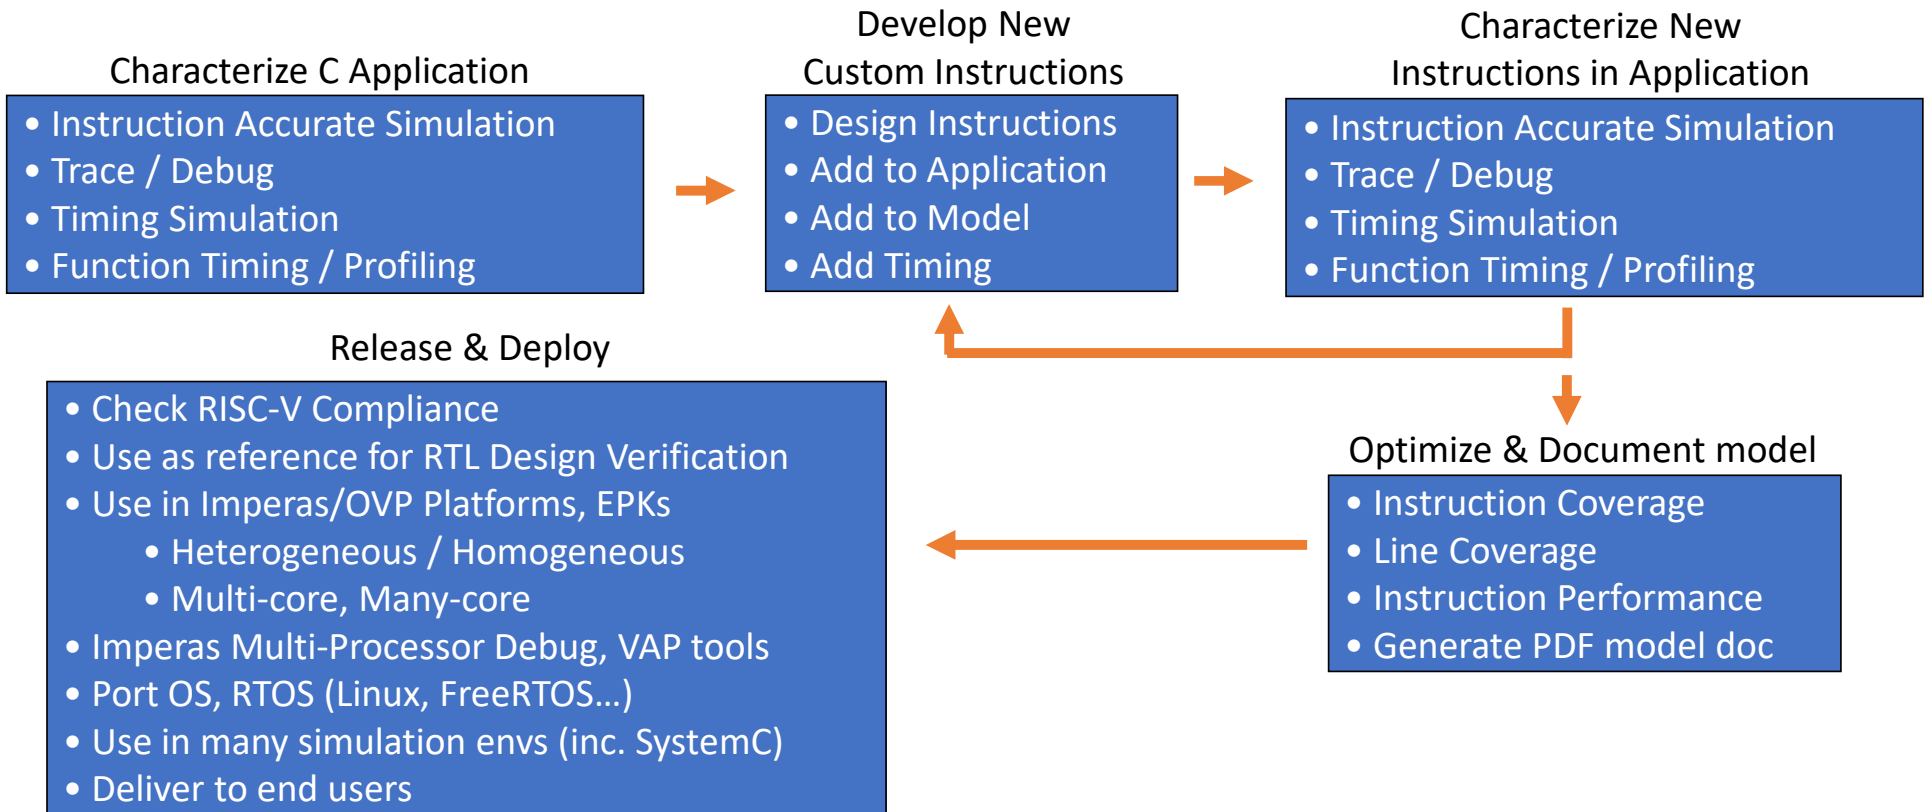 Characterize C Application
• Instruction Accurate Simulation
• Trace / Debug
• Timing Simulation
• Function Timing / Profiling
Develop New
Custom Instructions
• Design Instructions
• Add to Application
• Add to Model
• Add Timing
Characterize New
Instructions in Application
• Instruction Accurate Simulation
• Trace / Debug
• Timing Simulation
• Function Timing / Profiling
Optimize & Document model
• Instruction Coverage
• Line Coverage
• Instruction Performance
• Generate PDF model doc
Release & Deploy
• Check RISC-V Compliance
• Use as reference for RTL Design Verification
• Use in Imperas/OVP Platforms, EPKs
• Heterogeneous / Homogeneous
• Multi-core, Many-core
• Imperas Multi-Processor Debug, VAP tools
• Port OS, RTOS (Linux, FreeRTOS…)
• Use in many simulation envs (inc. SystemC)
• Deliver to end users